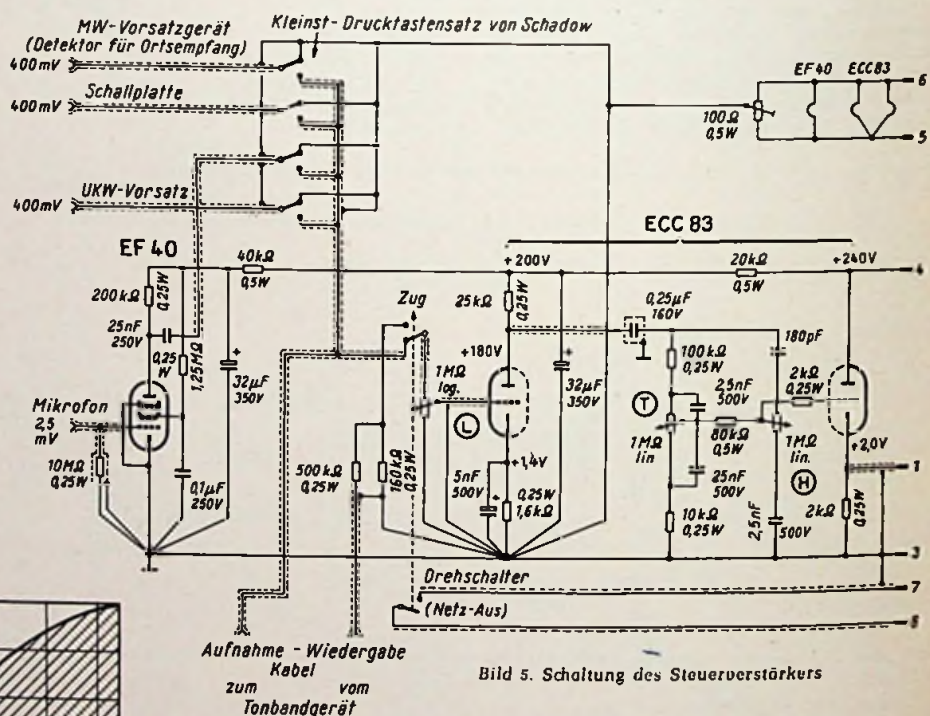 MW-Vorsatzgerät
(Detektor für Ortsempfang)
Kleinst-Drucktastensatz von Schadow
400mV
Schallplatte
400mV
UKW-Vorsatz
400mV
EF 40
ECC83
6
100Ω
0,5W
5
EF 40
ECC 83
40kΩ
0,5W
+200V
20kΩ
0,5W
+240V
4
200kΩ
0,25W
25nF
250V
0,25
W
1,25MΩ
32µF
350V
Zug
25kΩ
0,25W
+180V
0,25µF
160V
180pF
1MΩ
log.
L
32µF
350V
100kΩ
0,25W
2,5nF
500V
2kΩ
0,25W
T
Mikrofon
2,5
mV
10MΩ
0,25W
0,1µF
250V
500kΩ
0,25W
160kΩ
0,25W
5nF
500V
+1,4V
0,25W
1,6kΩ
1MΩ
lin
80kΩ
0,5W
1MΩ
lin.
H
+2,0V
1
25nF
500V
10kΩ
0,25W
2,5nF
500V
2kΩ
0,25W
3
Drehschalter
7
(Netz-Aus)
8
Aufnahme - Wiedergabe
Kabel
zum vom
Tonbandgerät
Bild 5. Schaltung des Steuerverstärkers